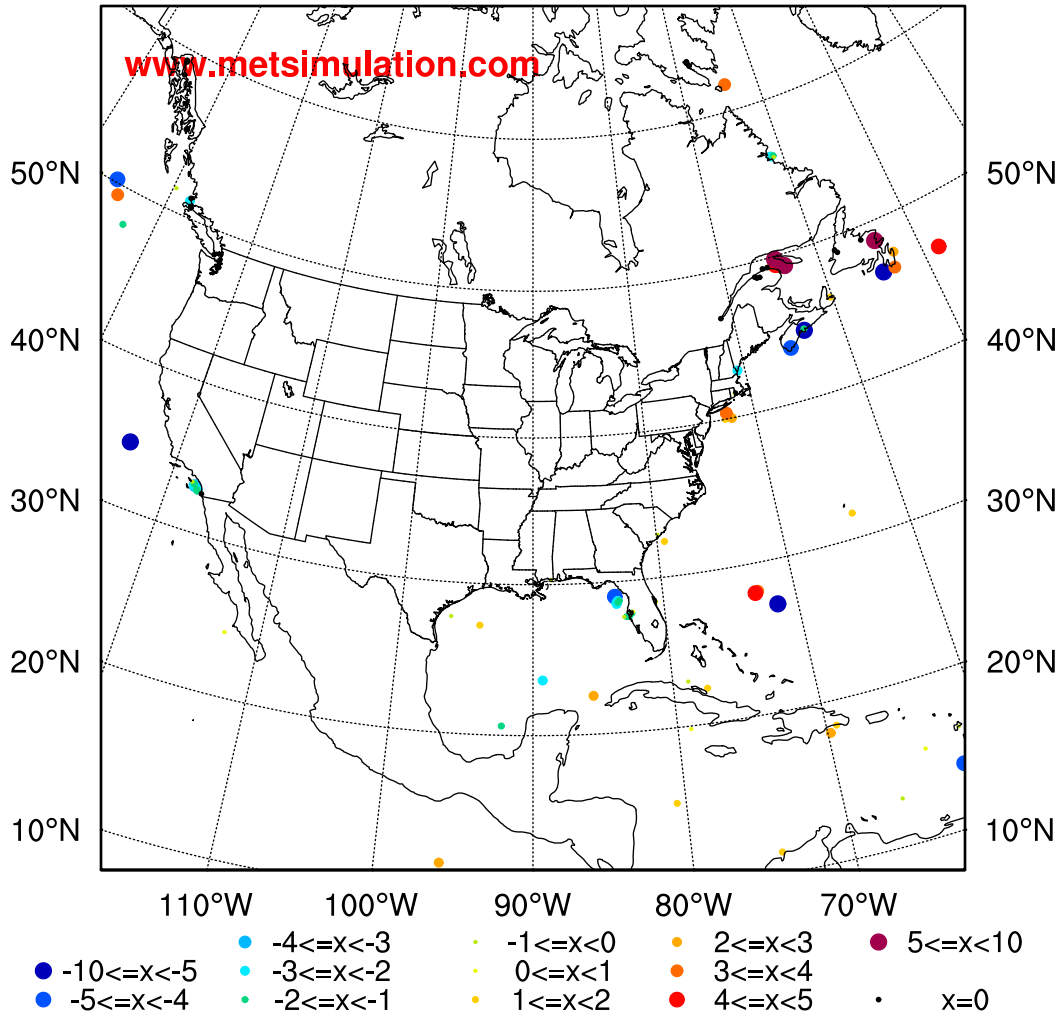 www.metsimulation.com
50°N 50°N
40°N 40°N
30°N 30°N
20°N 20°N
10°N 10°N
110°W 100°W 90°W 80°W 70°W
-4<=x<-3 -1<=x<0 2<=x<3 5<=x<10
-10<=x<-5 -3<=x<-2 0<=x<1 3<=x<4
-5<=x<-4 -2<=x<-1 1<=x<2 4<=x<5 x=0